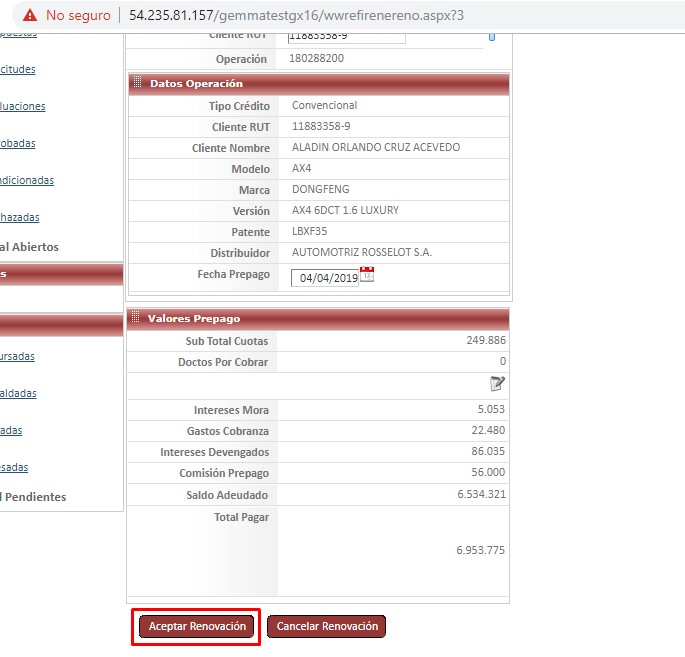 No seguro | 54.235.81.157/gemmatestgx16/wwrefirenereno.aspx?3
Cliente RUT 11883358-9
Operación 180288200
citudes
luaciones
obadas
ndicionadas
hazadas
al Abiertos
s
ursadas
aldadas
adas
esadas
l Pendientes
Datos Operación
Tipo Crédito Convencional
Cliente RUT 11883358-9
Cliente Nombre ALADIN ORLANDO CRUZ ACEVEDO
Modelo AX4
Marca DONGFENG
Versión AX4 6DCT 1.6 LUXURY
Patente LBXF35
Distribuidor AUTOMOTRIZ ROSSELOT S.A.
Fecha Prepago 04/04/2019
Valores Prepago
Sub Total Cuotas 249.886
Doctos Por Cobrar 0
Intereses Mora 5.053
Gastos Cobranza 22.480
Intereses Devengados 86.035
Comisión Prepago 56.000
Saldo Adeudado 6.534.321
Total Pagar
6.953.775
Aceptar Renovación Cancelar Renovación